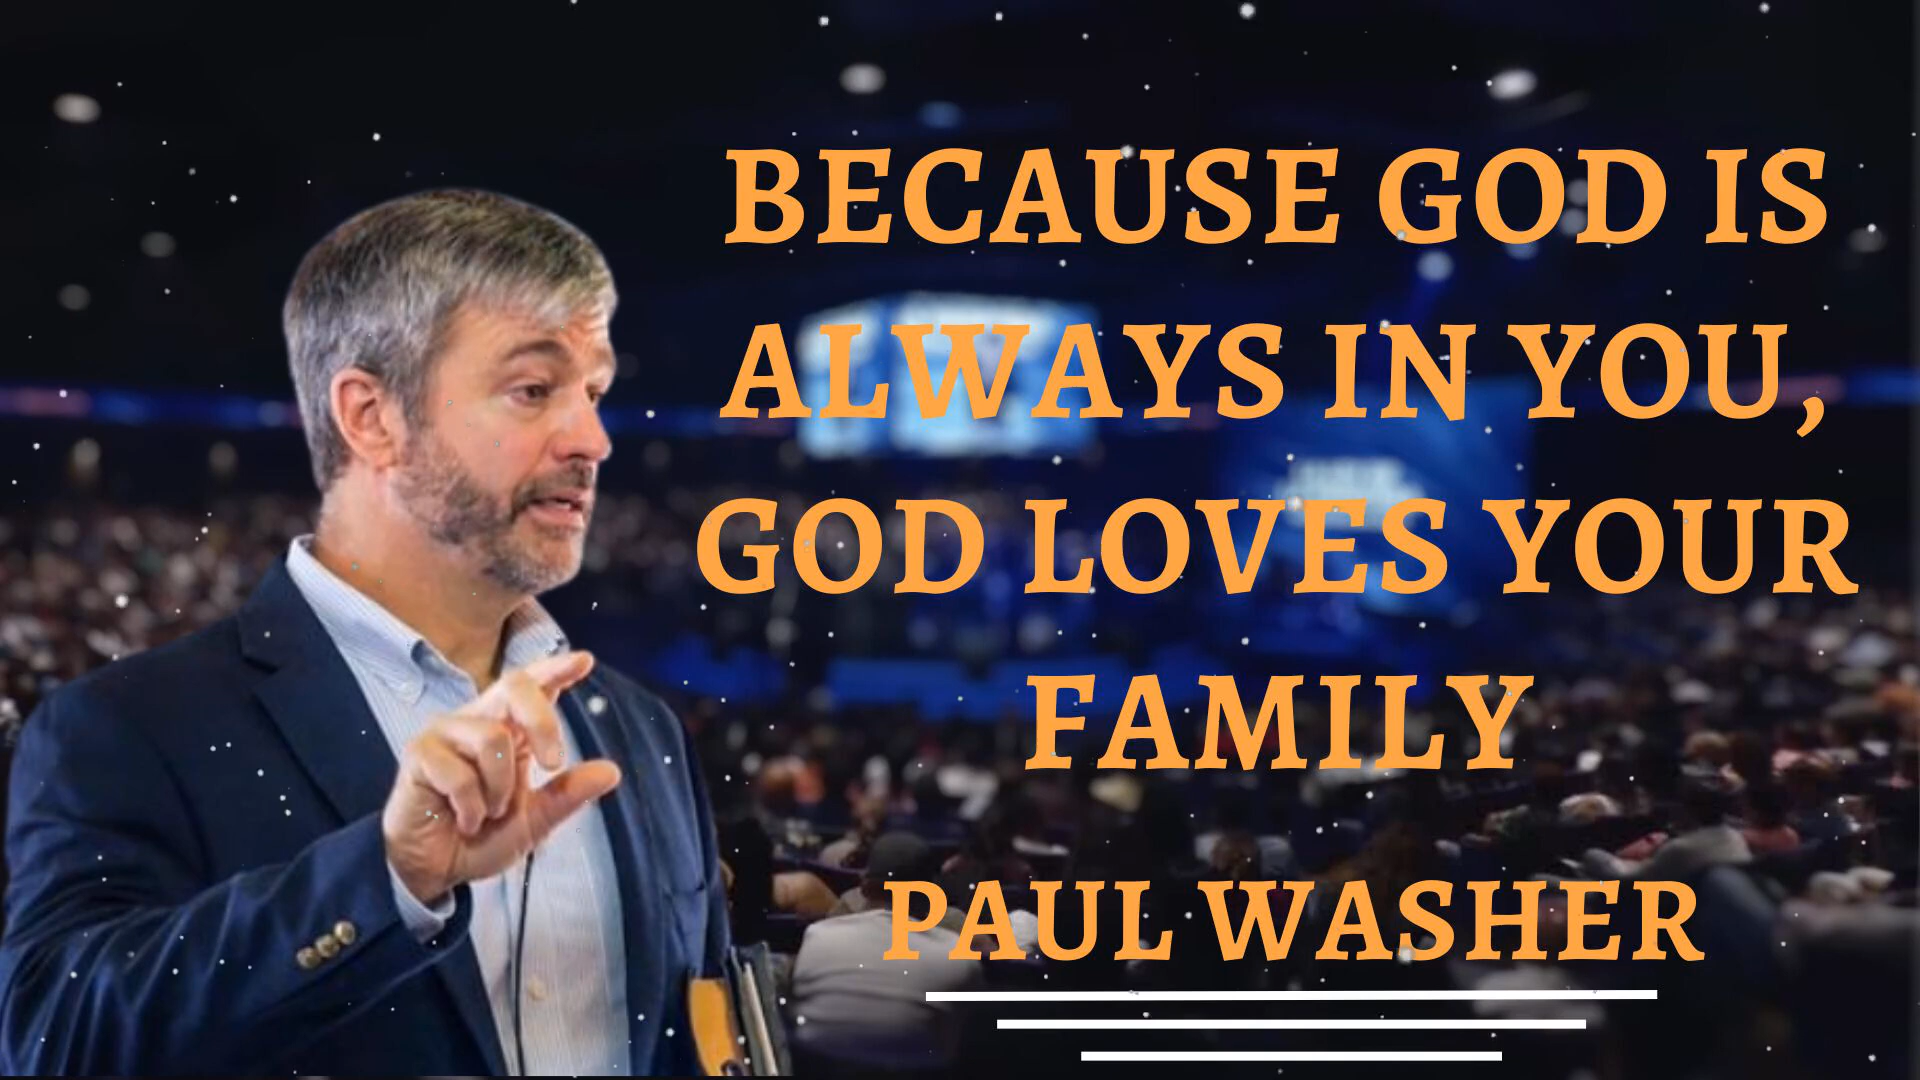 BECAUSE GOD IS
ALWAYS IN YOU,
GOD LOVES YOUR
FAMILY
PAUL WASHER